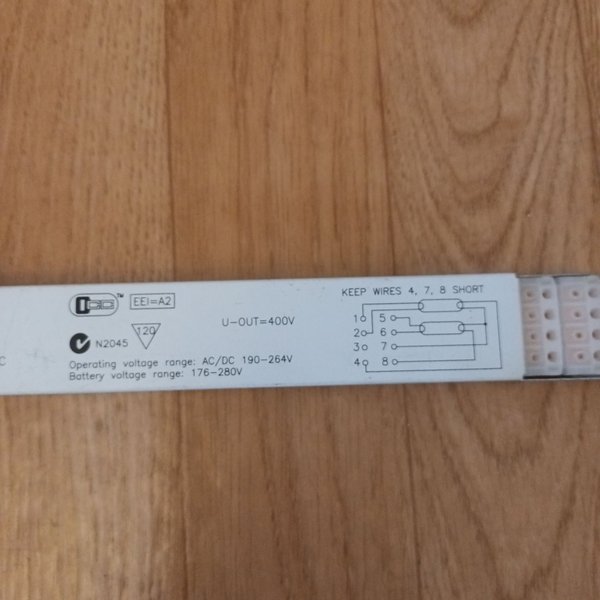 KEEP WIRES 4, 7, 8 SHORT
TM
EEI=A2
U-OUT=400V
N2045
120
C
Operating voltage range: AC/DC 190-264V
Battery voltage range: 176-280V
1 5
2 6
3 7
4 8